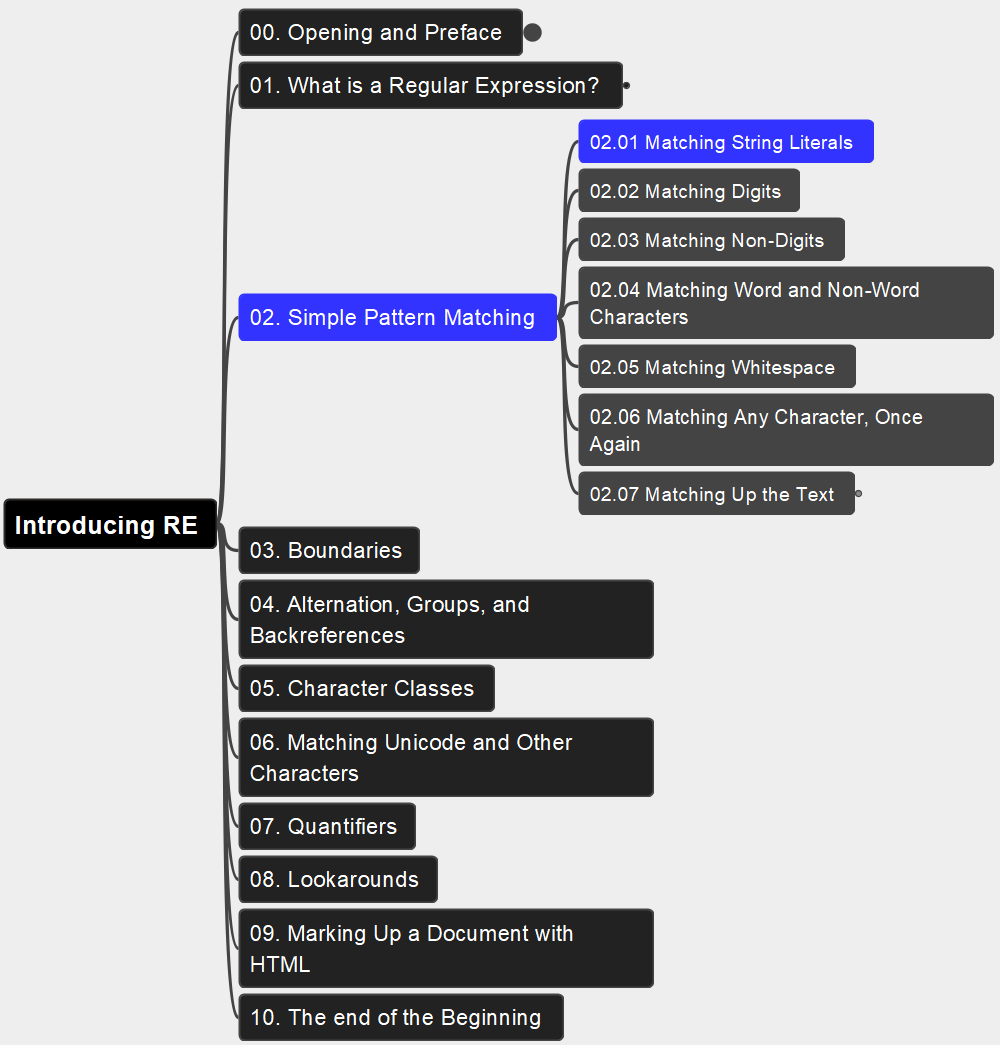 00. Opening and Preface
01. What is a Regular Expression?
02.01 Matching String Literals
02.02 Matching Digits
02.03 Matching Non-Digits
02.04 Matching Word and Non-Word
Characters
02. Simple Pattern Matching
02.05 Matching Whitespace
02.06 Matching Any Character, Once
Again
02.07 Matching Up the Text
Introducing RE
03. Boundaries
04. Alternation, Groups, and
Backreferences
05. Character Classes
06. Matching Unicode and Other
Characters
07. Quantifiers
08. Lookarounds
09. Marking Up a Document with
HTML
10. The end of the Beginning